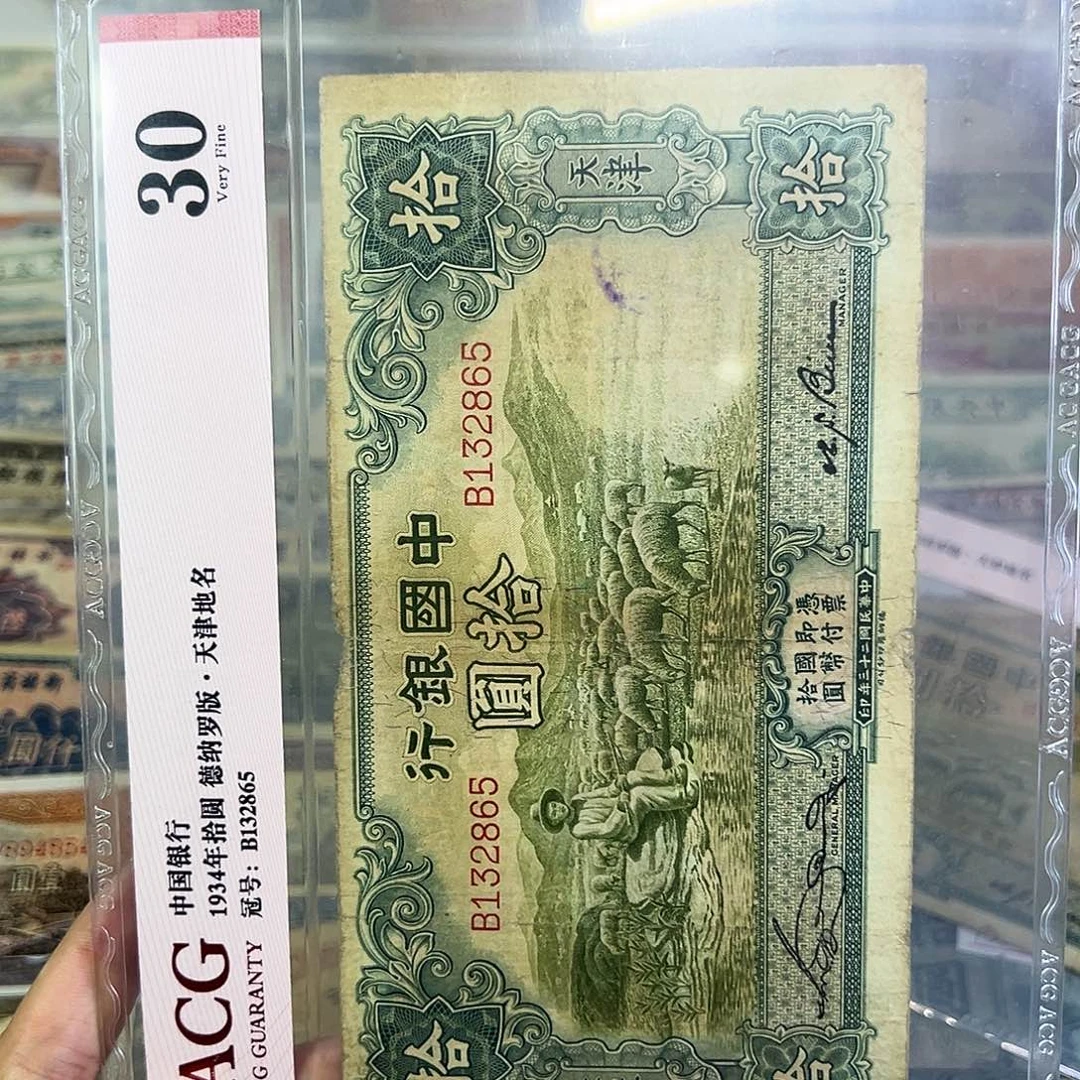 ACG
G GUARANTY
中国银行
1934年拾圆 德纳罗版·天津地名
冠号：B132865
30
Very Fine
中國銀行
B132865 B132865
拾圓
拾
天津
拾
拾
拾
憑票
即付
國幣
拾圓
GENERAL MANAGER
MANAGER
中華民國二十三年印